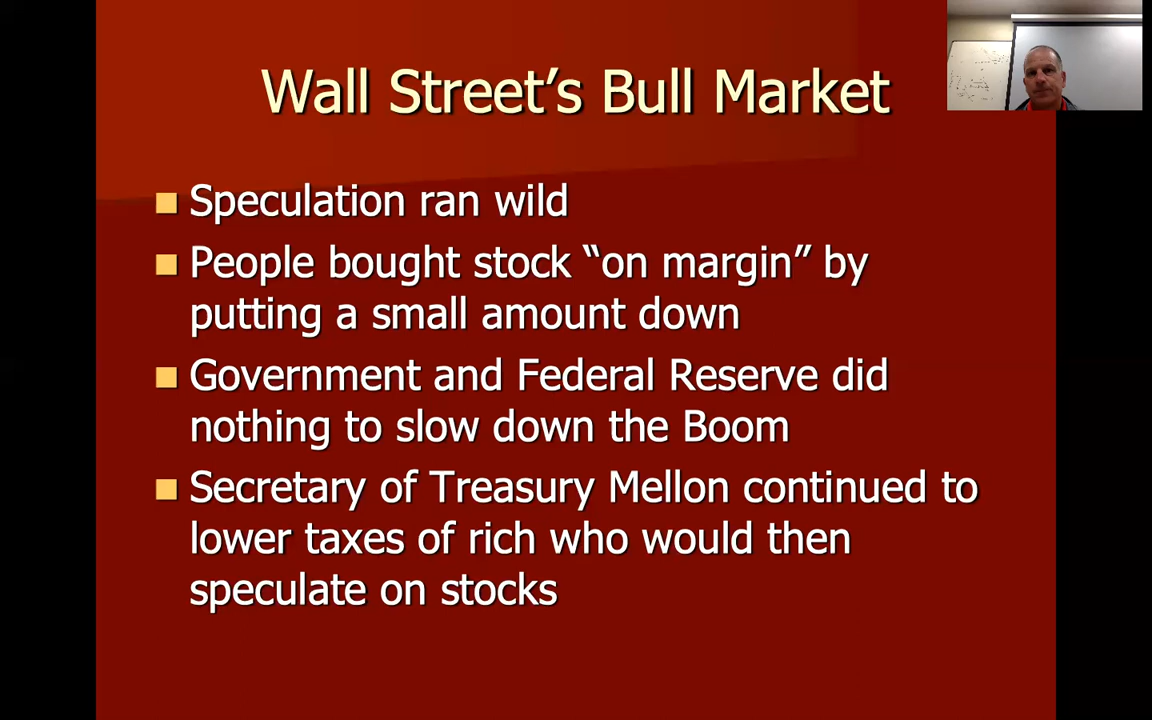 Wall Street’s Bull Market
Speculation ran wild
People bought stock “on margin” by
putting a small amount down
Government and Federal Reserve did
nothing to slow down the Boom
Secretary of Treasury Mellon continued to
lower taxes of rich who would then
speculate on stocks